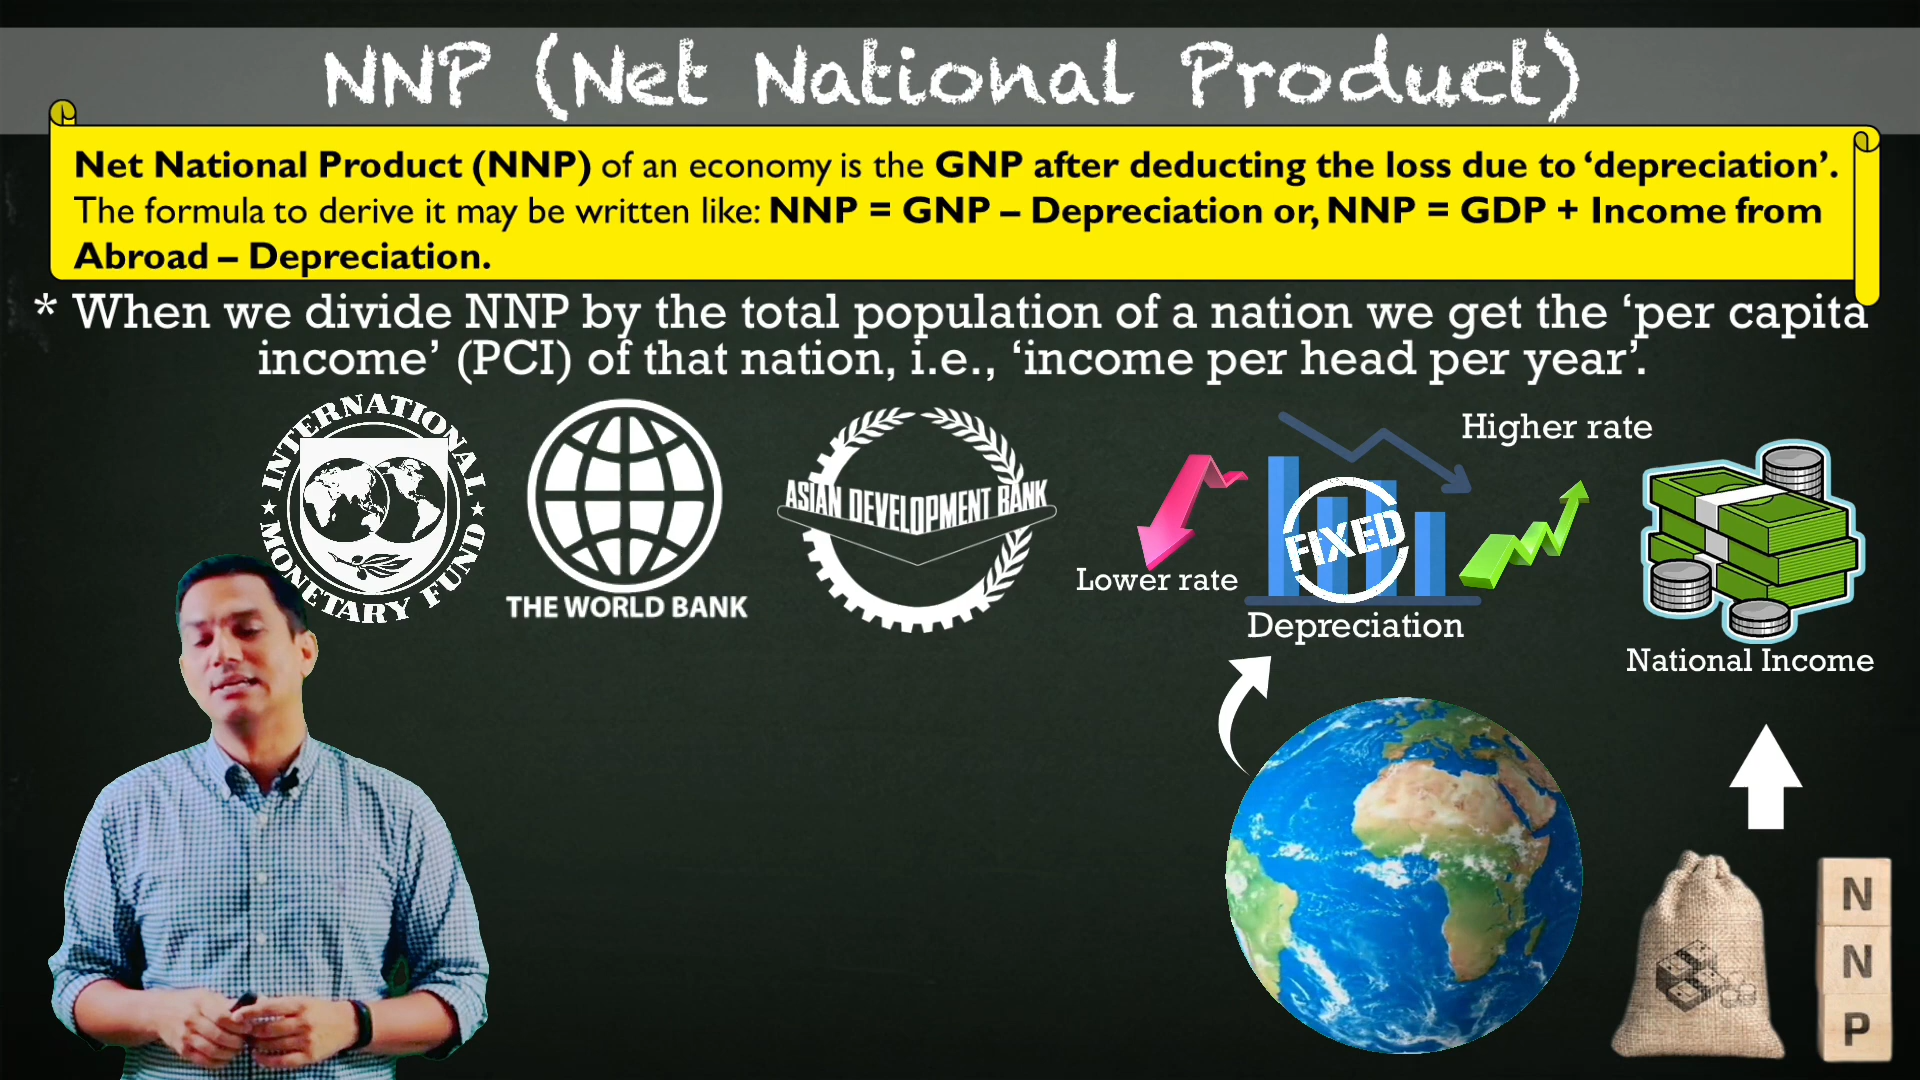 NNP (Net National Product)
Net National Product (NNP) of an economy is the GNP after deducting the loss due to ‘depreciation’.
The formula to derive it may be written like: NNP = GNP – Depreciation or, NNP = GDP + Income from
Abroad – Depreciation.
* When we divide NNP by the total population of a nation we get the ‘per capita
income’ (PCI) of that nation, i.e., ‘income per head per year’.
INTERNATIONAL
MONETARY FUND
THE WORLD BANK
ASIAN DEVELOPMENT BANK
Lower rate
FIXED
Higher rate
Depreciation
National Income
N
N
P